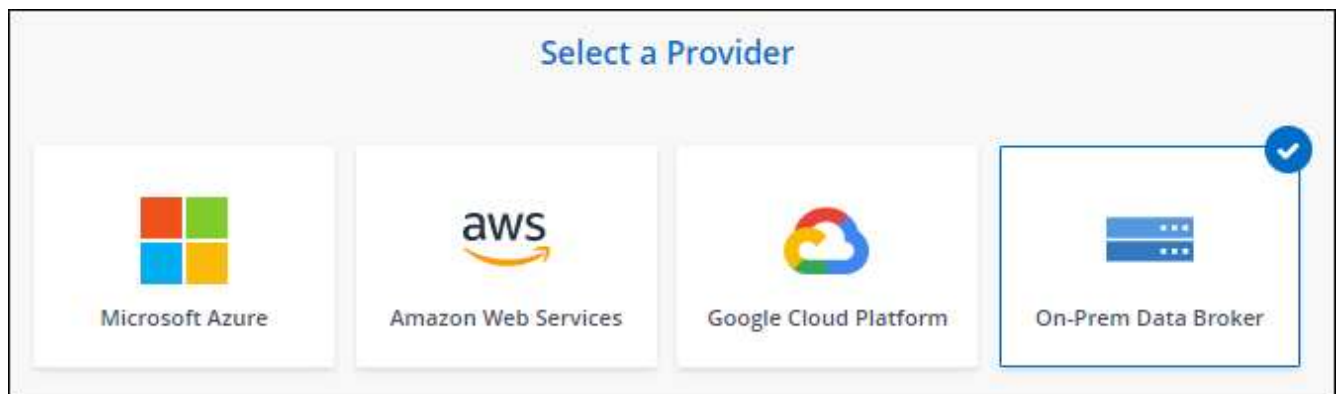 Select a Provider
aws
Microsoft Azure
Amazon Web Services
Google Cloud Platform
On-Prem Data Broker